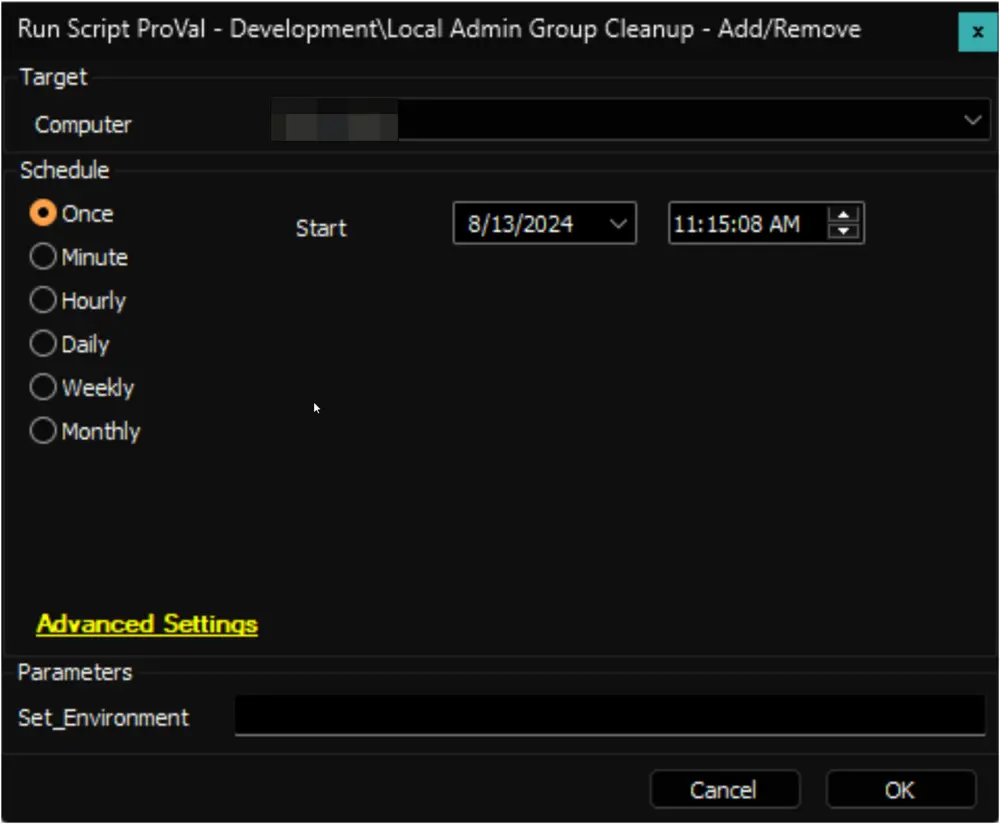 Run Script ProVal - Development\Local Admin Group Cleanup - Add/Remove
x
Target
Computer
Schedule
Once
Start
8/13/2024
11:15:08 AM
Minute
Hourly
Daily
Weekly
Monthly
Advanced Settings
Parameters
Set_Environment
Cancel
OK